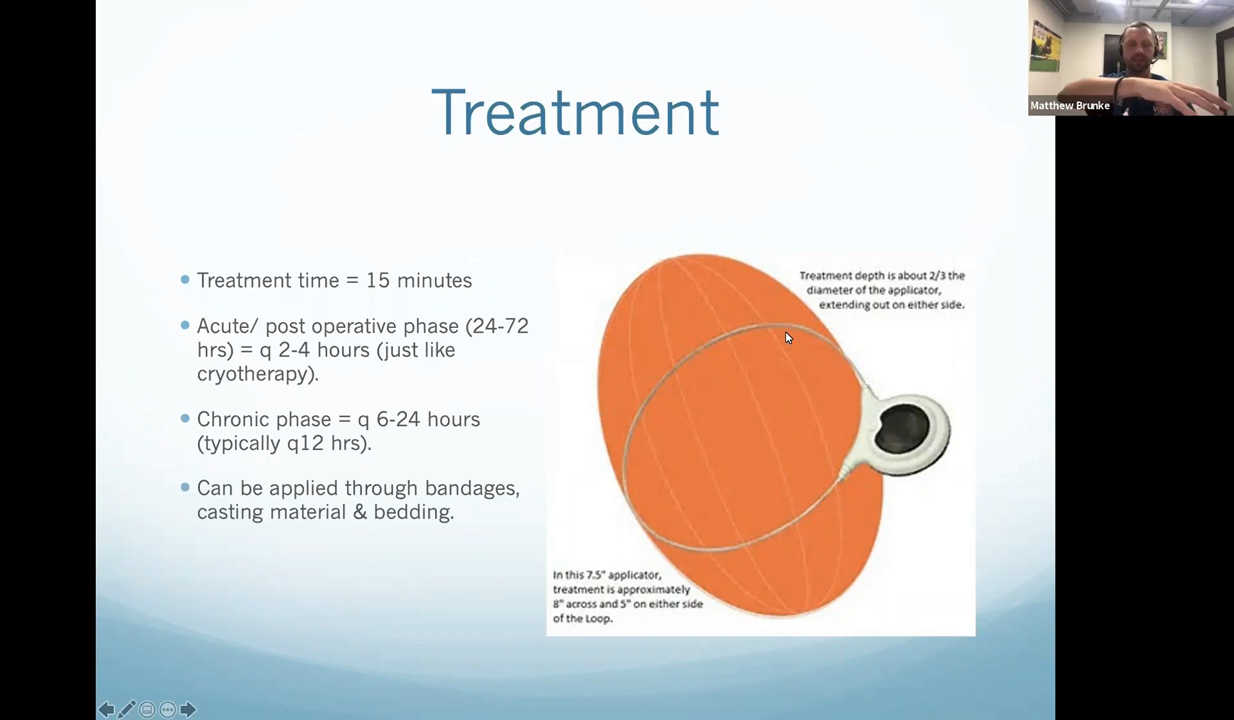 Treatment
Treatment time = 15 minutes
Acute/ post operative phase (24-72
hrs) = q 2-4 hours (just like
cryotherapy).
Chronic phase = q 6-24 hours
(typically q12 hrs).
Can be applied through bandages,
casting material & bedding.
Treatment depth is about 2/3 the
diameter of the applicator,
extending out on either side.
In this 7.5" applicator,
treatment is approximately
8" across and 5" on either side
of the Loop.
Matthew Brunke